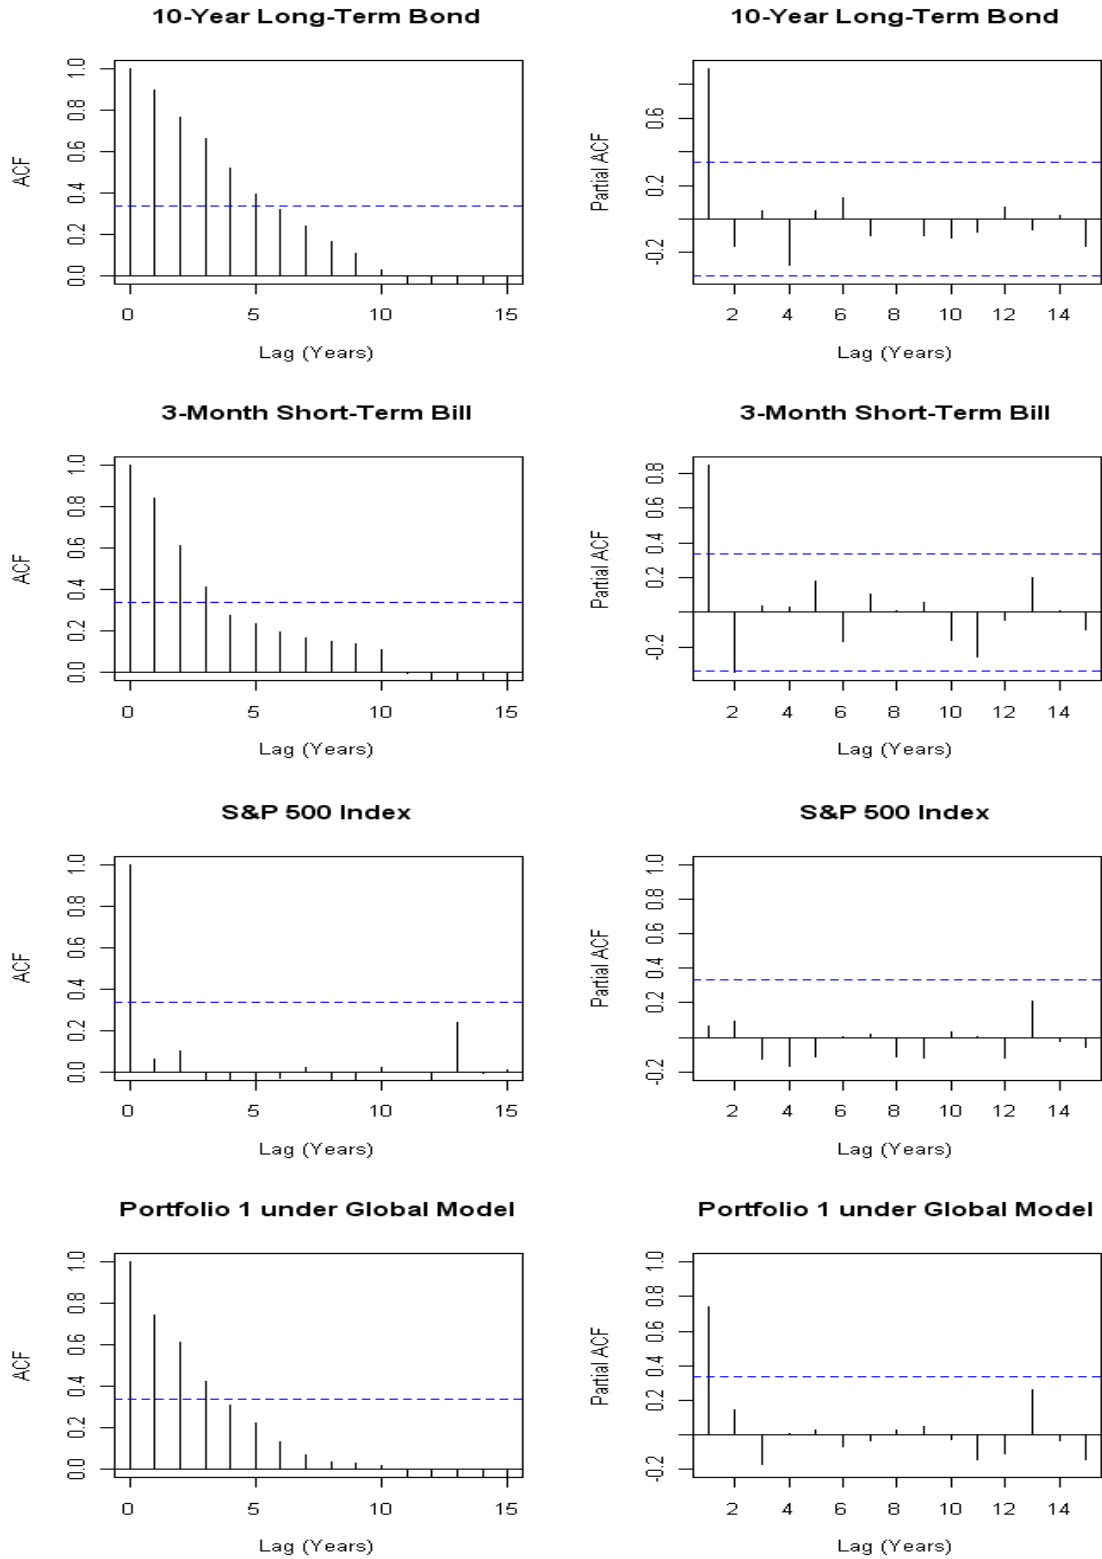 10-Year Long-Term Bond
10-Year Long-Term Bond
ACF
0.0 0.2 0.4 0.6 0.8 1.0
0 5 10 15
Lag (Years)
Partial ACF
-0.2 0.2 0.6
2 4 6 8 10 12 14
Lag (Years)
3-Month Short-Term Bill
3-Month Short-Term Bill
ACF
0.0 0.2 0.4 0.6 0.8 1.0
0 5 10 15
Lag (Years)
Partial ACF
-0.2 0.2 0.4 0.6 0.8
2 4 6 8 10 12 14
Lag (Years)
S&P 500 Index
S&P 500 Index
ACF
0.0 0.2 0.4 0.6 0.8 1.0
0 5 10 15
Lag (Years)
Partial ACF
-0.2 0.2 0.4 0.6 0.8 1.0
2 4 6 8 10 12 14
Lag (Years)
Portfolio 1 under Global Model
Portfolio 1 under Global Model
ACF
0.0 0.2 0.4 0.6 0.8 1.0
0 5 10 15
Lag (Years)
Partial ACF
-0.2 0.2 0.4 0.6 0.8 1.0
2 4 6 8 10 12 14
Lag (Years)